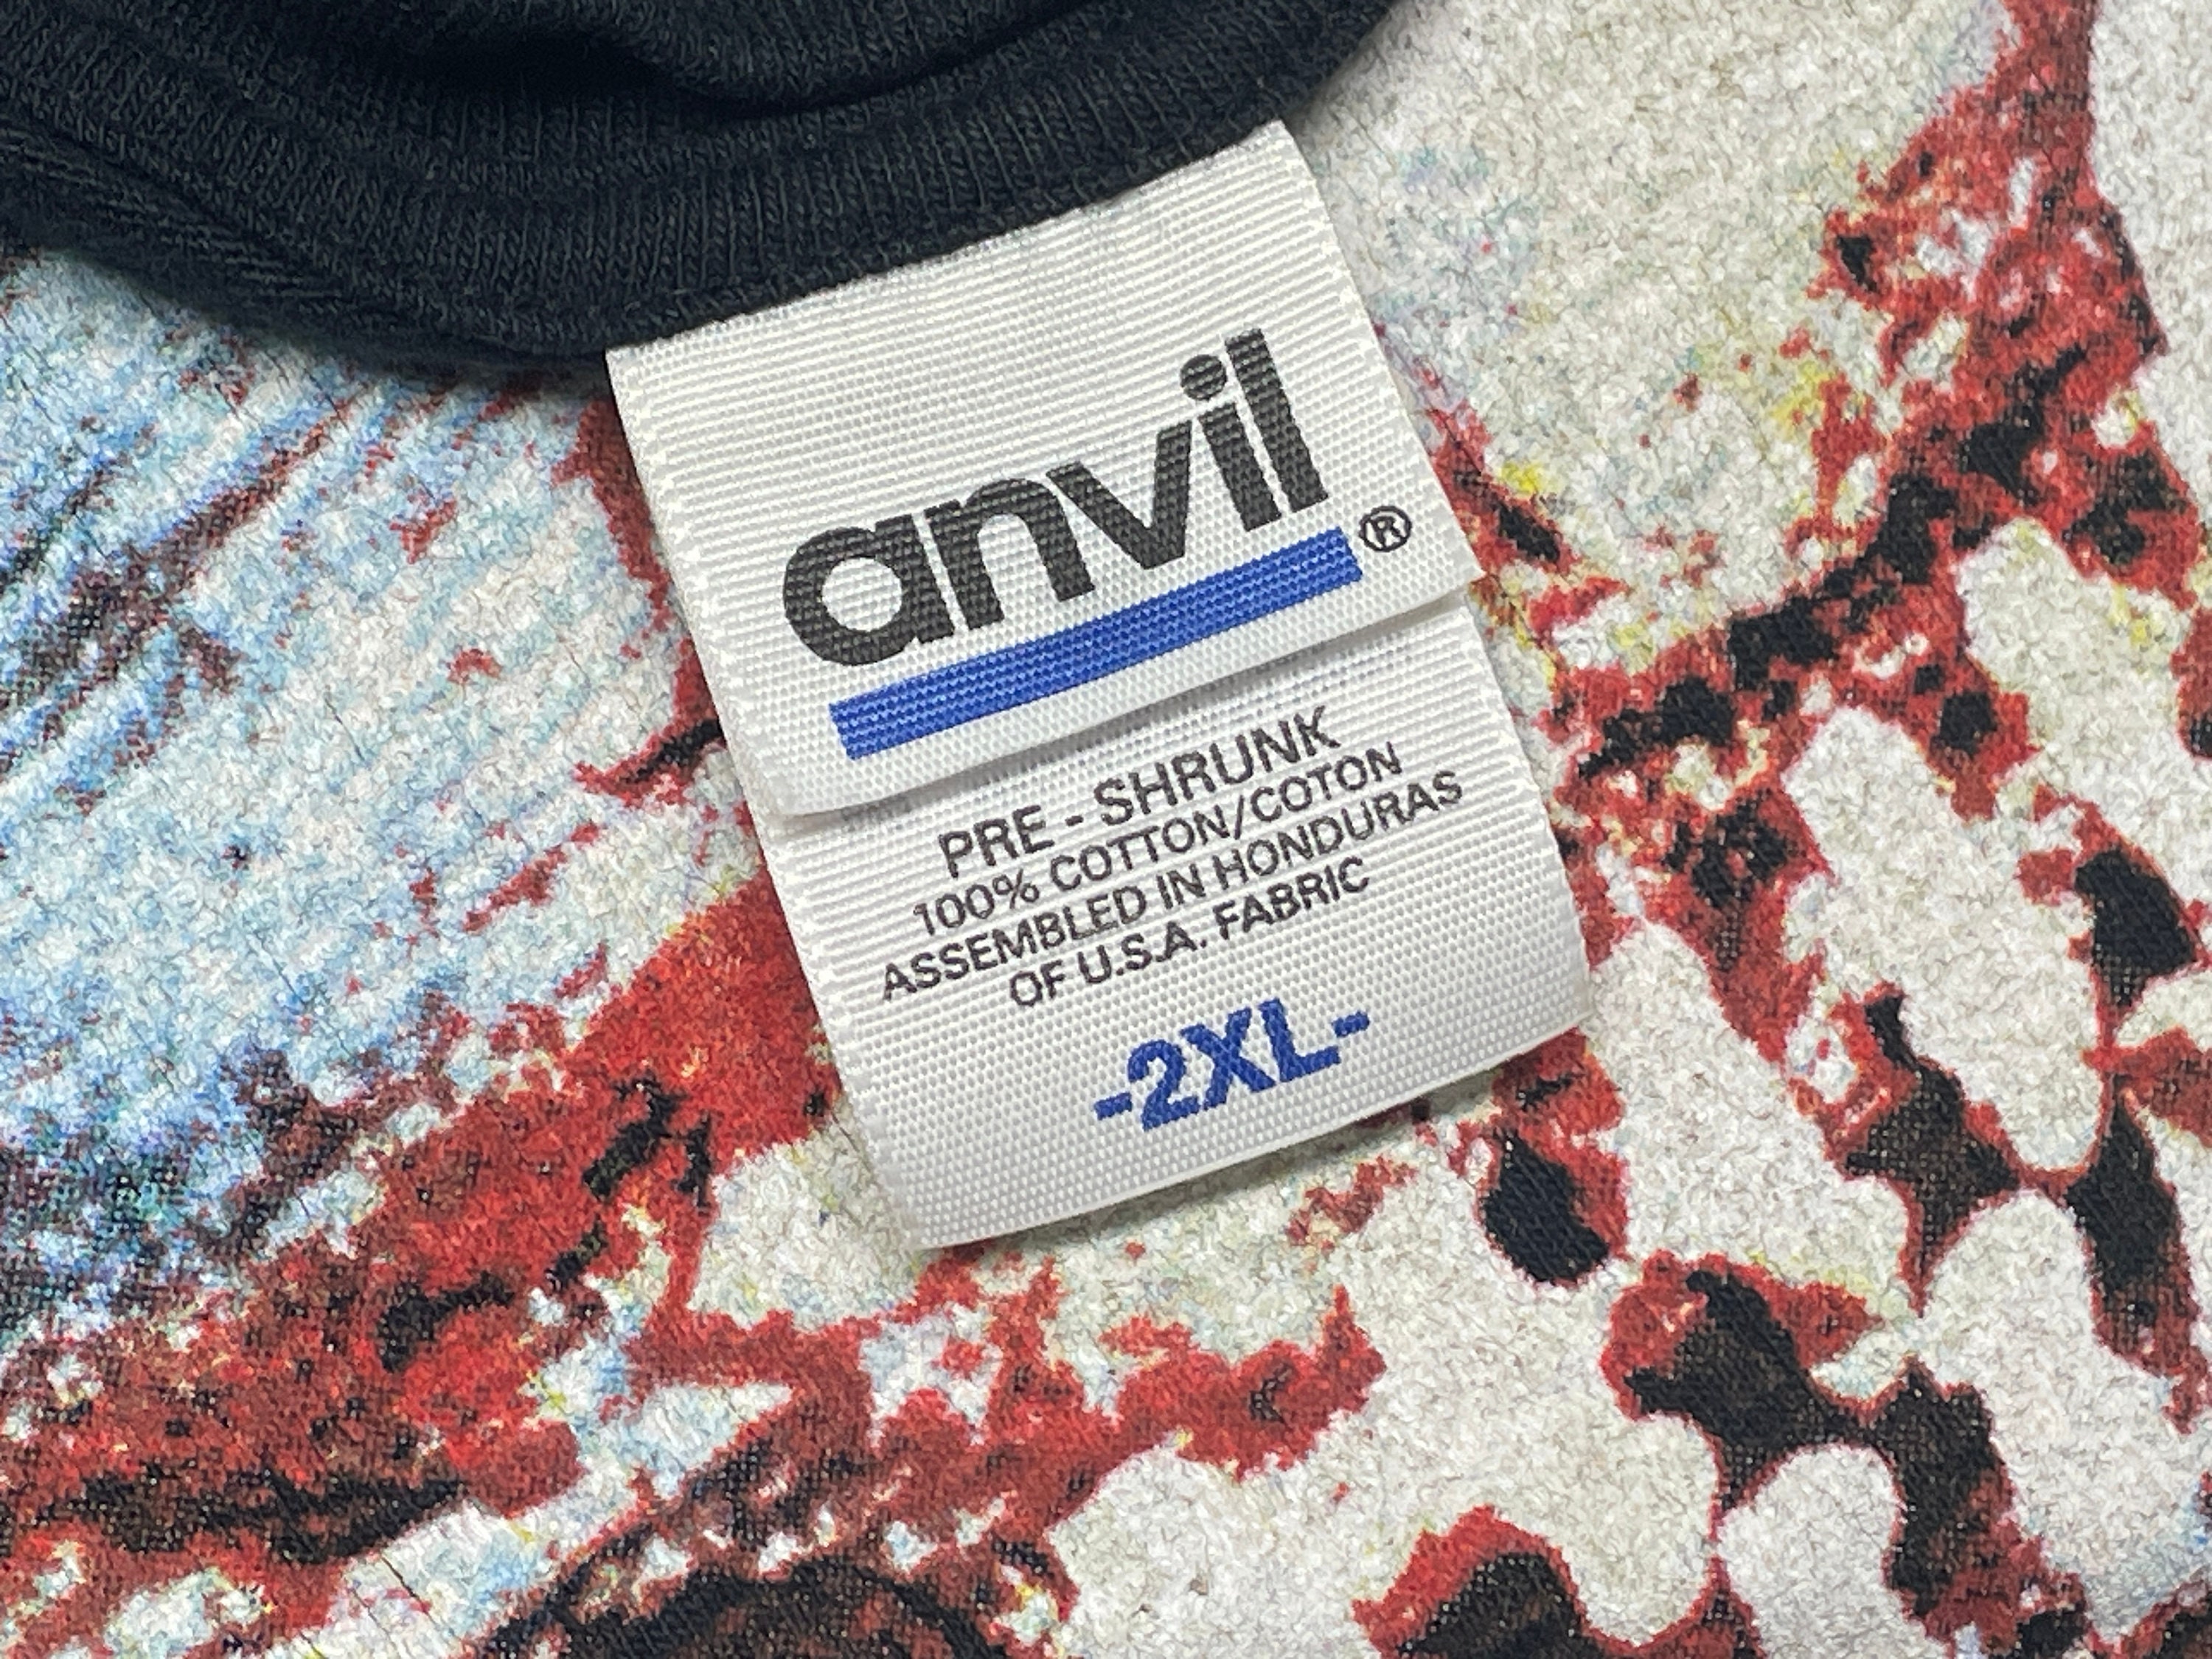 anvil®
PRE - SHRUNK
100% COTTON/COTON
ASSEMBLED IN HONDURAS
OF U.S.A. FABRIC
-2XL-